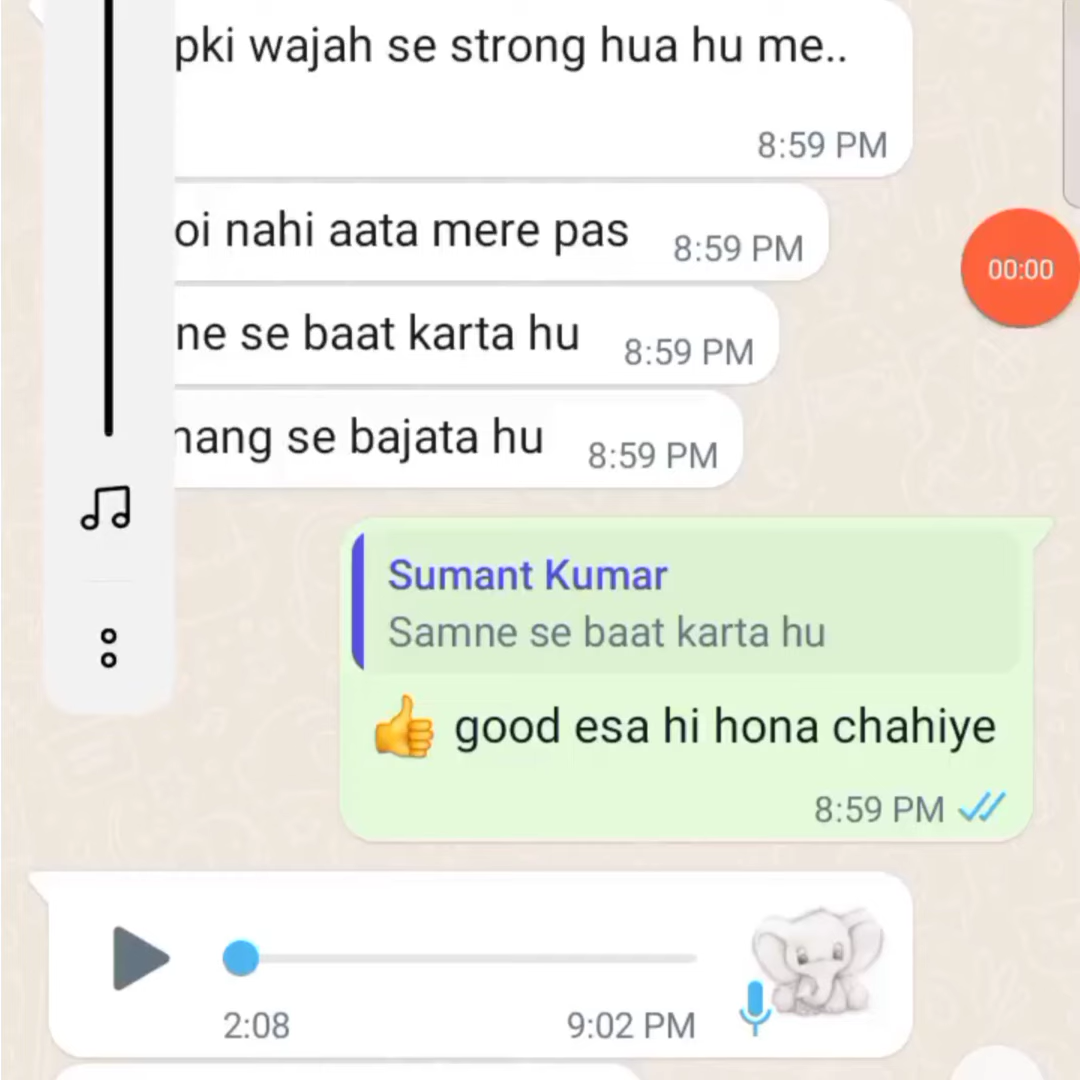 pki wajah se strong hua hu me..
8:59 PM
oi nahi aata mere pas 8:59 PM
00:00
ne se baat karta hu 8:59 PM
nang se bajata hu 8:59 PM
Sumant Kumar
Samne se baat karta hu
👍 good esa hi hona chahiye
8:59 PM
2:08 9:02 PM